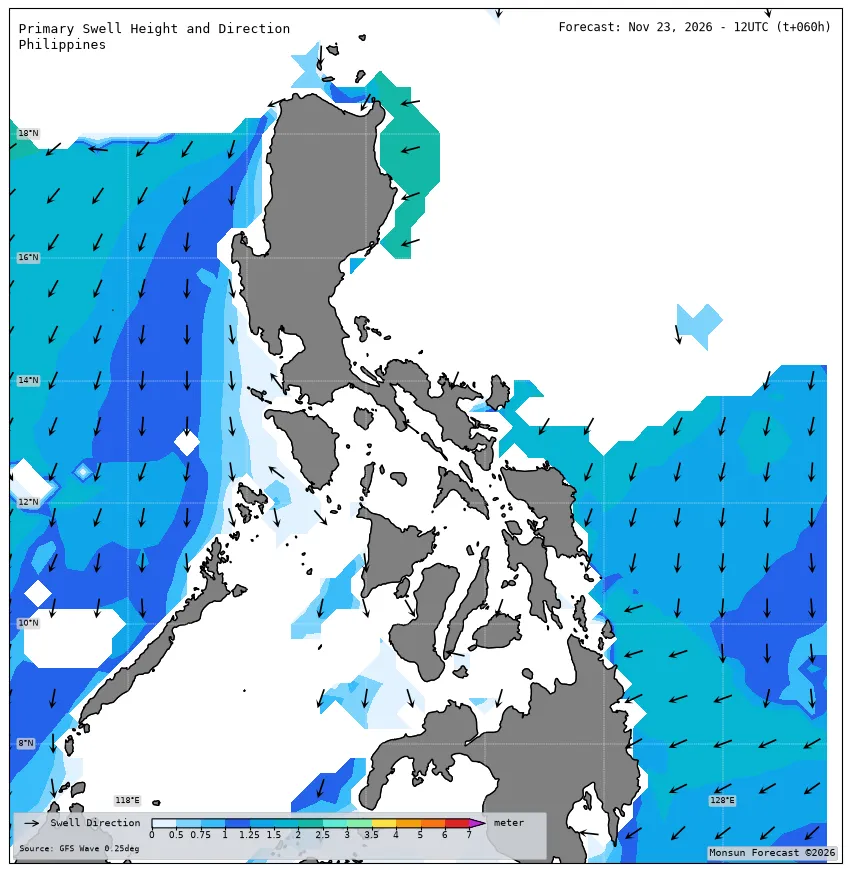 Primary Swell Height and Direction
Philippines
Forecast: Nov 23, 2026 - 12UTC (t+060h)
18°N
16°N
14°N
12°N
10°N
8°N
118°E
128°E
Swell Direction
0 0.5 0.75 1 1.25 1.5 2 2.5 3 3.5 4 5 6 7
meter
Source: GFS Wave 0.25deg
Monsun Forecast ©2026